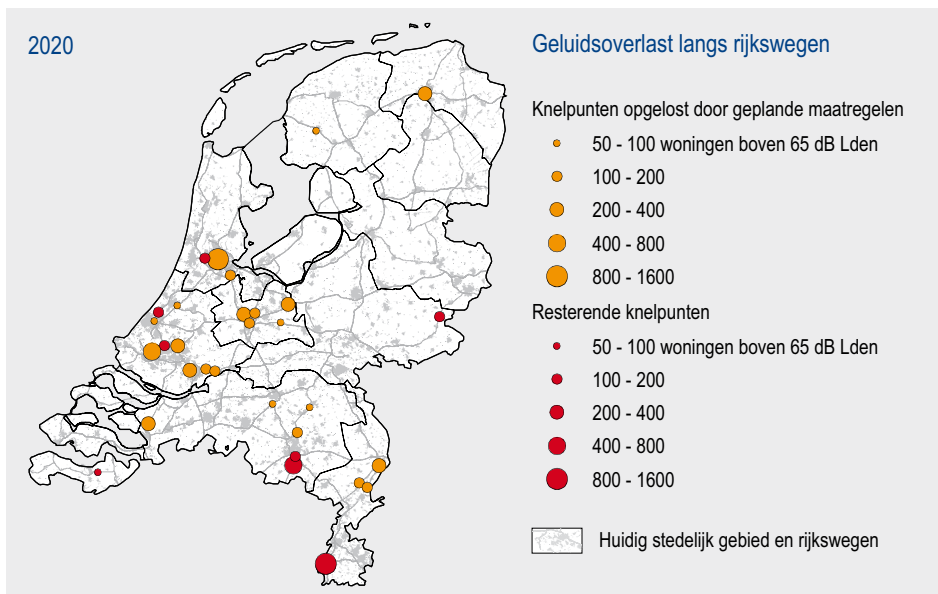 2020
Geluidsoverlast langs rijkswegen
Knelpunten opgelost door geplande maatregelen
50 - 100 woningen boven 65 dB Lden
100 - 200
200 - 400
400 - 800
800 - 1600
Resterende knelpunten
50 - 100 woningen boven 65 dB Lden
100 - 200
200 - 400
400 - 800
800 - 1600
Huidig stedelijk gebied en rijkswegen